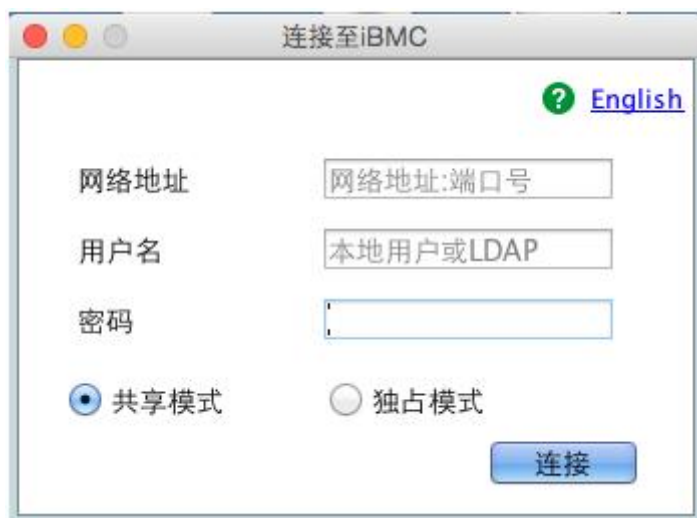 连接至iBMC
? English
网络地址 网络地址:端口号
用户名 本地用户或LDAP
密码
共享模式 独占模式
连接